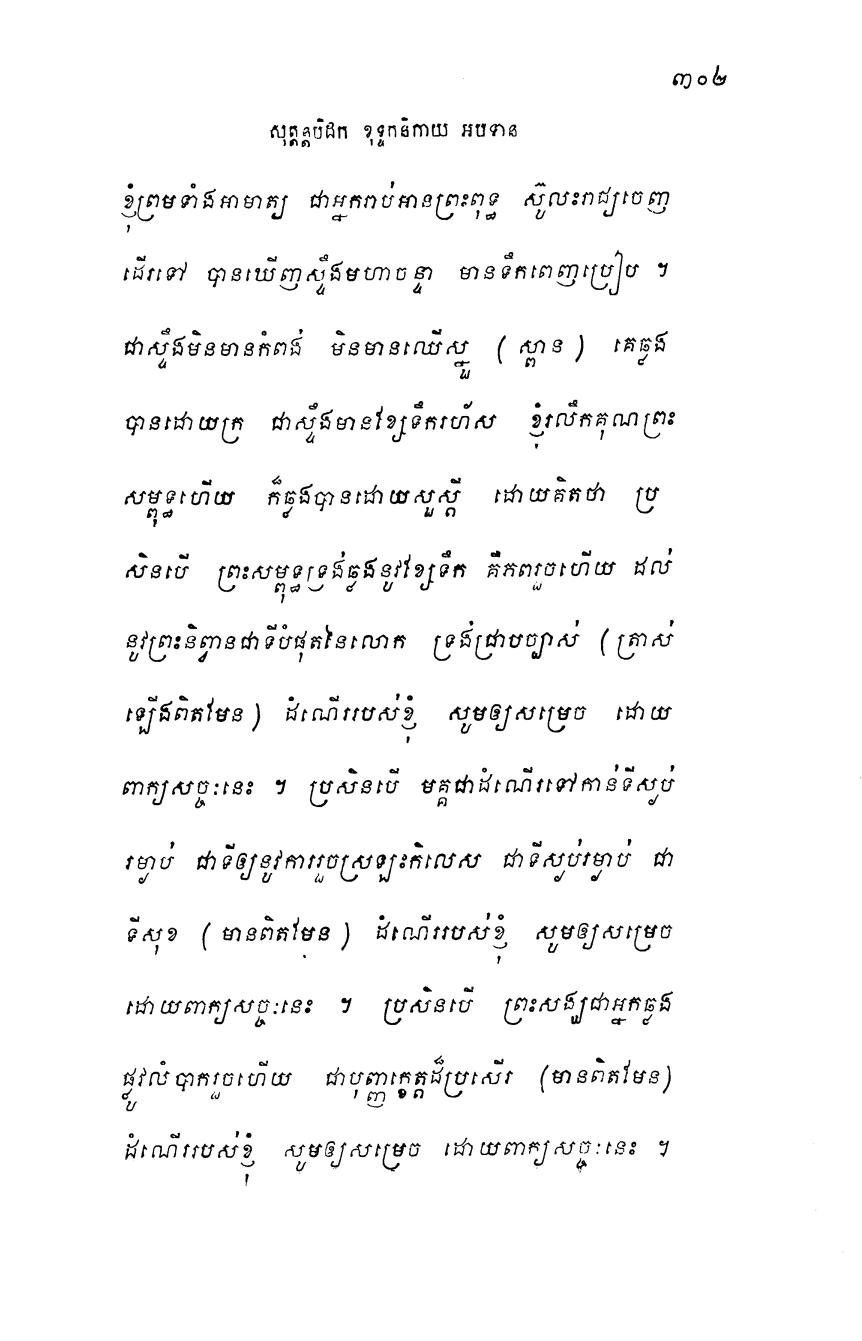 ៣០២
សុត្តន្តបិដក ខុទ្ទកនិកាយ អបទាន
ខ្ញុំព្រមទាំងអាមាត្យ ជាអ្នករាប់អានព្រះពុទ្ធ ស៊ូលះរាជ្យចេញ
ដើរទៅ បានឃើញស្ទឹងមហាចន្ទា មានទឹកពេញប្រៀប ។
ជាស្ទឹងមិនមានកំពង់ មិនមានឈើស្នួ ( ស្ពាន ) គេឆ្លង
បានដោយក្រ ជាស្ទឹងមានខ្សែទឹករហ័ស ខ្ញុំរលឹកគុណព្រះ
សម្ពុទ្ធហើយ ក៏ឆ្លងបានដោយសួស្តី ដោយគិតថា ប្រ
សិនបើ ព្រះសម្ពុទ្ធទ្រង់ឆ្លងនូវខ្សែទឹក គឺភពរួចហើយ ដល់
នូវព្រះនិព្វានជាទីបំផុតនៃលោក ទ្រង់ជ្រាបច្បាស់ (ត្រាស់
ឡើងពិតមែន) ដំណើររបស់ខ្ញុំ សូមឲ្យសម្រេច ដោយ
ពាក្យសច្ចៈនេះ ។ ប្រសិនបើ មគ្គជាដំណើរទៅកាន់ទីស្ងប់
រម្ងាប់ ជាទីឲ្យនូវការរួចស្រឡះកិលេស ជាទីស្ងប់រម្ងាប់ ជា
ទីសុខ ( មានពិតមែន ) ដំណើររបស់ខ្ញុំ សូមឲ្យសម្រេច
ដោយពាក្យសច្ចៈនេះ ។ ប្រសិនបើ ព្រះសង្ឃជាអ្នកឆ្លង
ផ្លូវលំបាករួចហើយ ជាបុញ្ញក្ខេត្តដ៏ប្រសើរ (មានពិតមែន)
ដំណើររបស់ខ្ញុំ សូមឲ្យសម្រេច ដោយពាក្យសច្ចៈនេះ ។